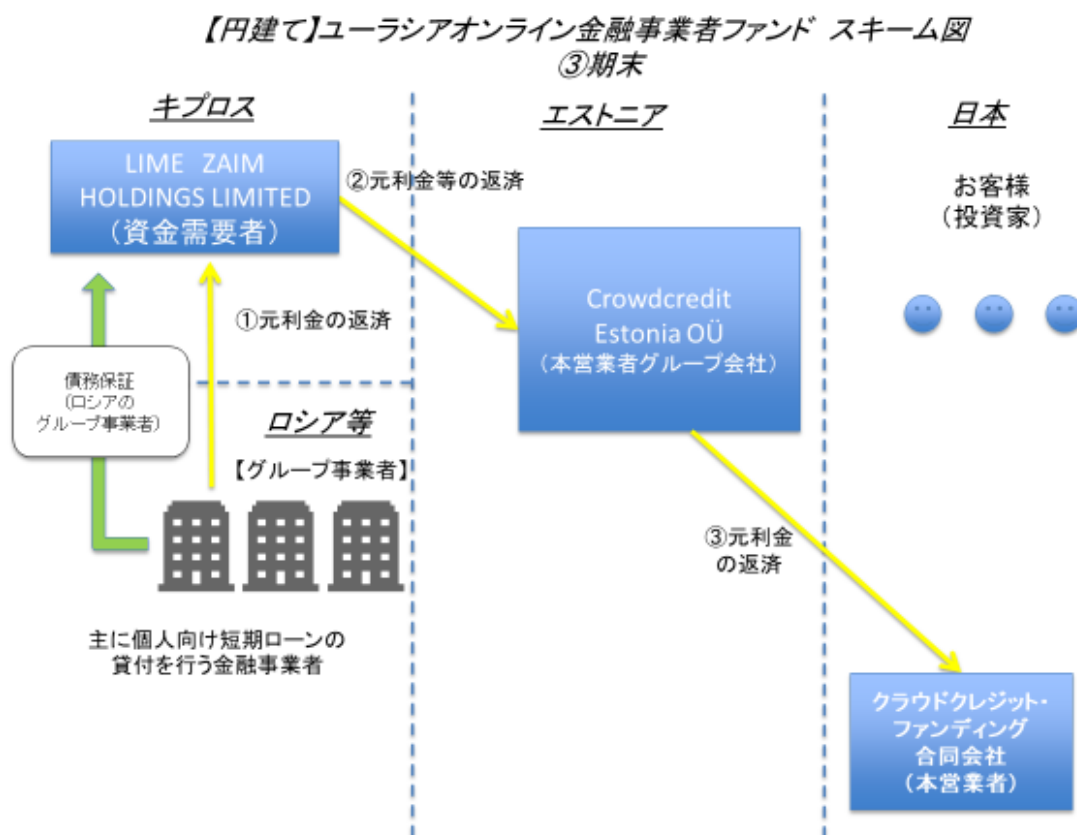 【円建て】ユーラシアオンライン金融事業者ファンド スキーム図
③期末
キプロス
エストニア
日本
LIME ZAIM
HOLDINGS LIMITED
（資金需要者）
②元利金等の返済
お客様
（投資家）
Crowdcredit
Estonia OÜ
（本営業者グループ会社）
①元利金の返済
債務保証
(ロシアの
グループ事業者)
ロシア等
【グループ事業者】
③元利金
の返済
主に個人向け短期ローンの
貸付を行う金融事業者
クラウドクレジット・
ファンディング
合同会社
（本営業者）